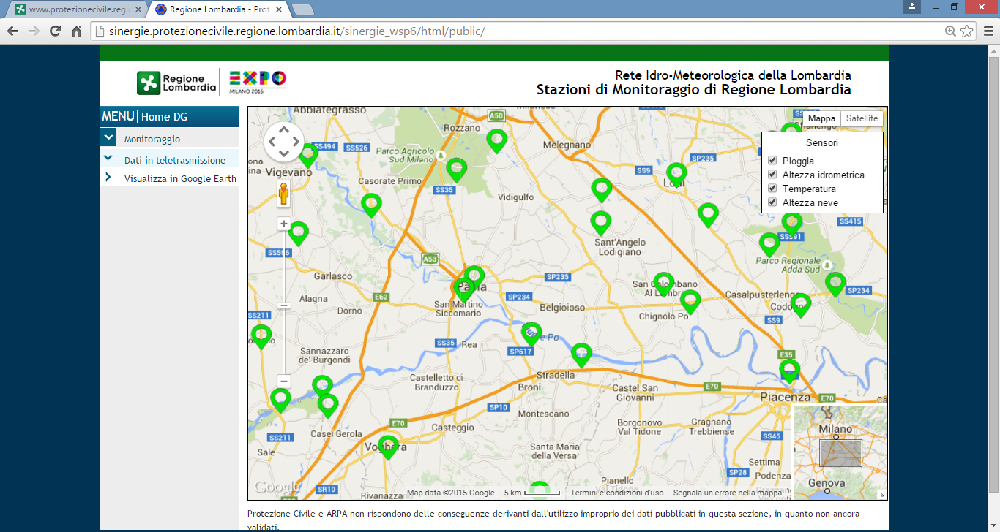 www.protezionecivile.regi
Regione Lombardia - Prot
sinergie.protezionecivile.regione.lombardia.it/sinergie_wsp6/html/public/
Regione
Lombardia
EXPO
MILANO 2015
Rete Idro-Meteorologica della Lombardia
Stazioni di Monitoraggio di Regione Lombardia
MENU Home DG
Monitoraggio
Dati in teletrasmissione
Visualizza in Google Earth
Mappa Satellite
Sensori
Pioggia
Altezza idrometrica
Temperatura
Altezza neve
Abbiategrasso
A50
Rozzano
Melegnano
SS494
SS526
Parco Agricolo
Sud Milano
SP235
Vigevano
Casorate Primo
SS9
SS35
Vidigulfo
SS415
SS591
Sant'Angelo
Lodigiano
SS596
A53
Parco Regionale
Adda Sud
Garlasco
SP235
San Colombano
Al Lambro
Pavia
SP234
Alagna
E62
SP234
Casalpusterlengo
San Martino
Siccomario
Belgioioso
Codogno
Dorno
SS211
Chignolo Po
SS9
SS35
Rea
SP617
E35
Sannazzaro
de' Burgondi
Stradella
Castelletto di
Branduzzo
Broni
Castel San
Giovanni
E70
Piacenza
E70
SP10
Montescano
E70
Casteggio
Borgonovo
Val Tidone
Gragnano
Trebbiense
Milano
SS211
Casei Gerola
SS45
Sale
Voghera
Santa Maria
della Versa
Settima
SP28
Podenza
Pianello
Val Tidone
Genova
Google
SR10
Rivanazzano
Map data ©2015 Google
5 km
Termini e condizioni d'uso
Segnala un errore nella mappa
Protezione Civile e ARPA non rispondono delle conseguenze derivanti dall'utilizzo improprio dei dati pubblicati in questa sezione, in quanto non ancora
validati.